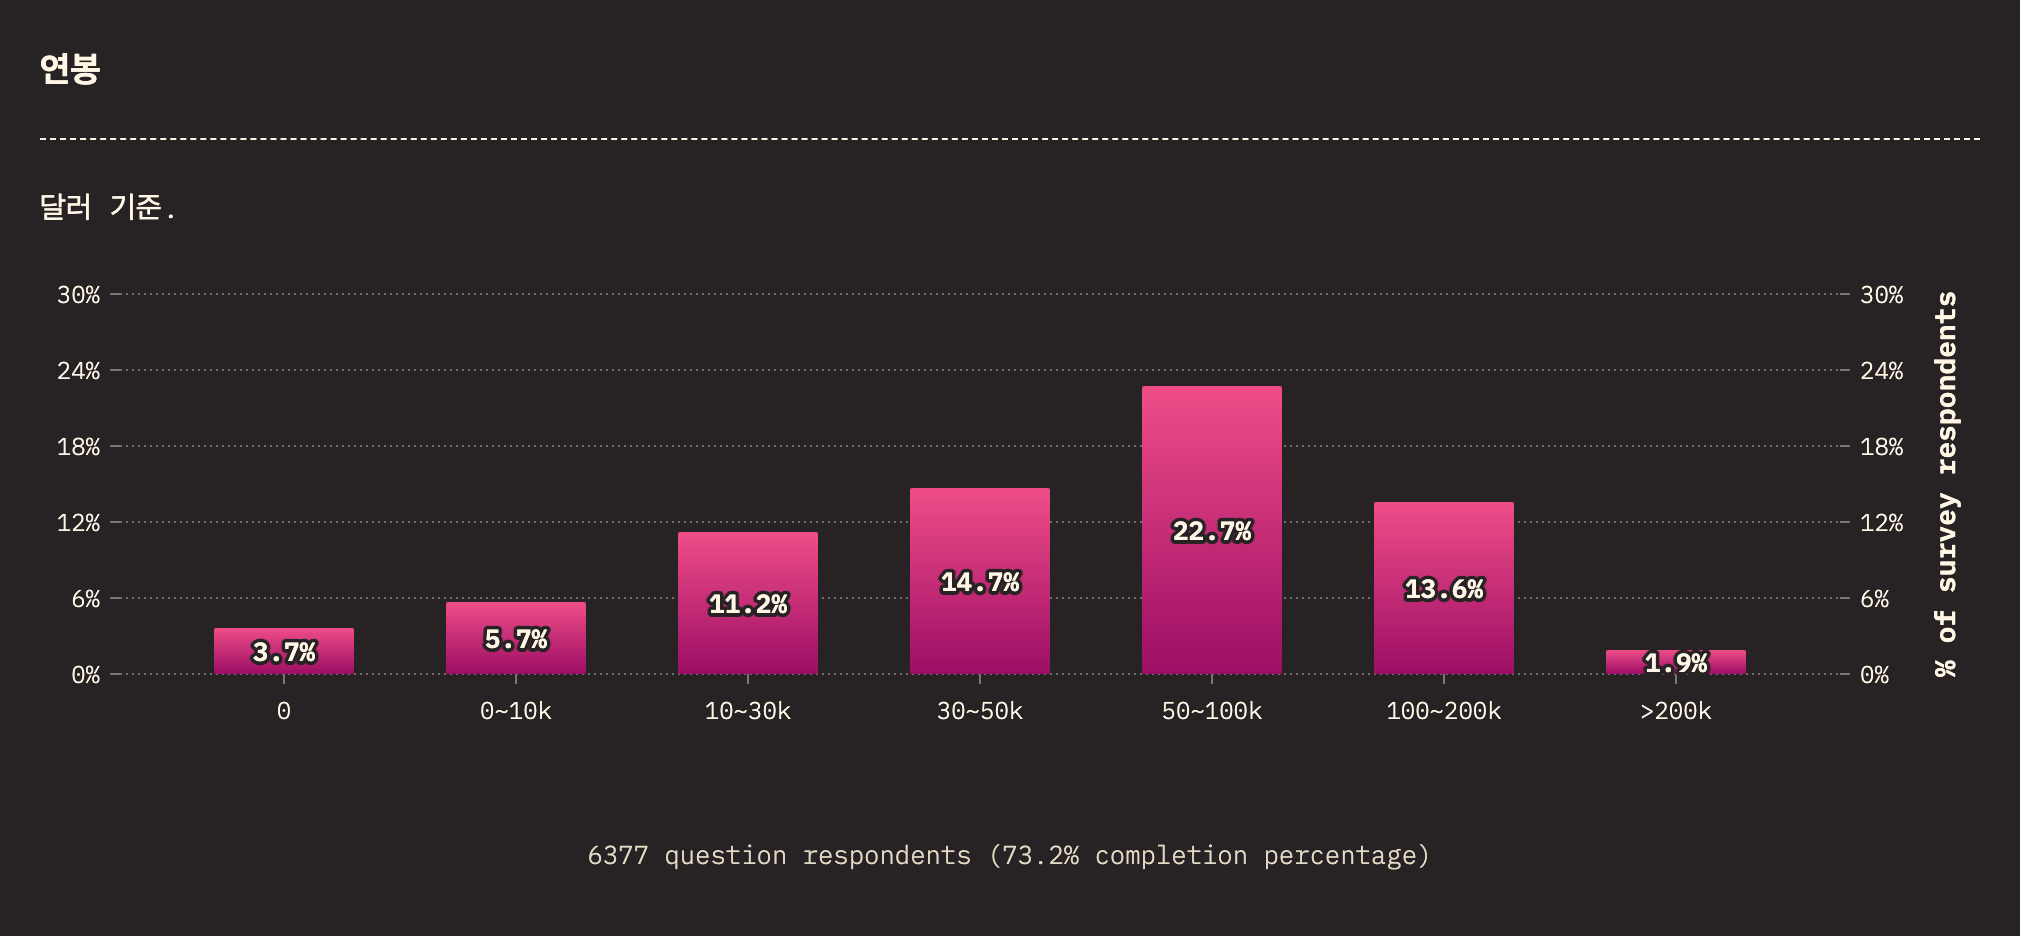 연봉
달러 기준.
30% 30%
24% 24%
18% 18%
12% 12%
6% 6%
0% 0%
% of survey respondents
3.7% 5.7% 11.2% 14.7% 22.7% 13.6% 1.9%
0 0~10k 10~30k 30~50k 50~100k 100~200k >200k
6377 question respondents (73.2% completion percentage)